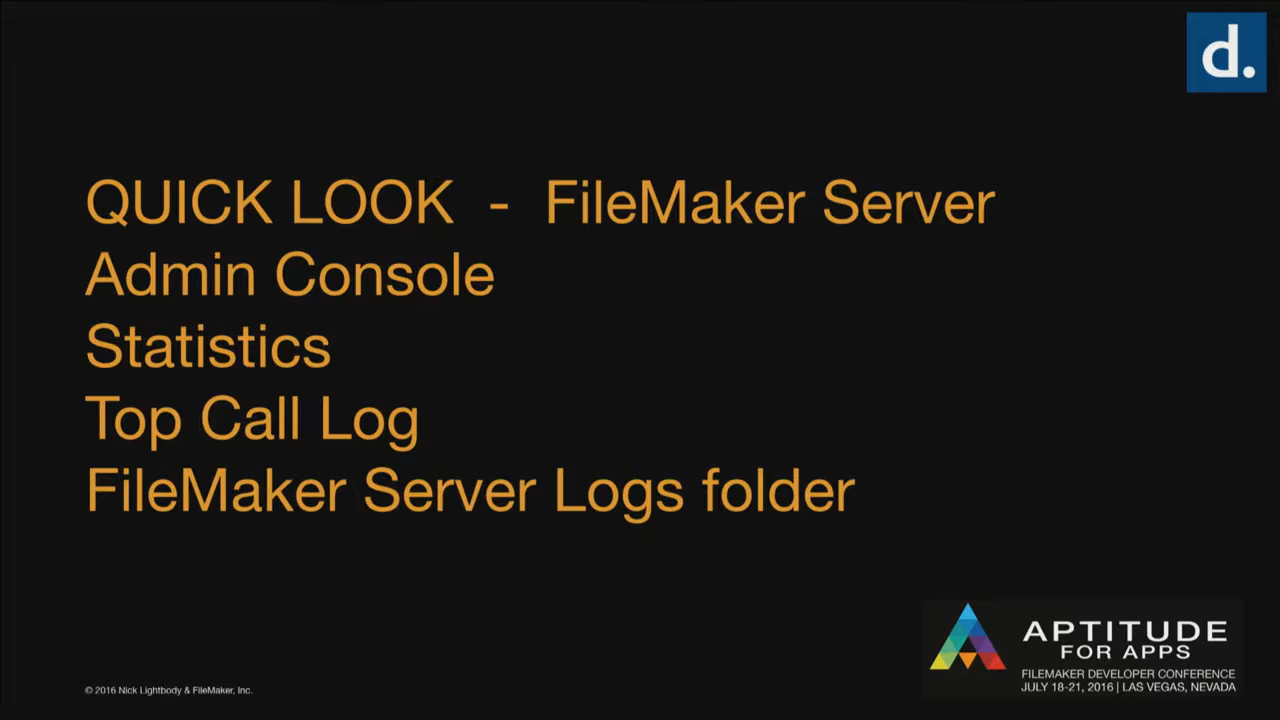 d.
QUICK LOOK - FileMaker Server
Admin Console
Statistics
Top Call Log
FileMaker Server Logs folder
APTITUDE
FOR APPS
FILEMAKER DEVELOPER CONFERENCE
JULY 18-21, 2016 | LAS VEGAS, NEVADA
© 2016 Nick Lightbody & FileMaker, Inc.